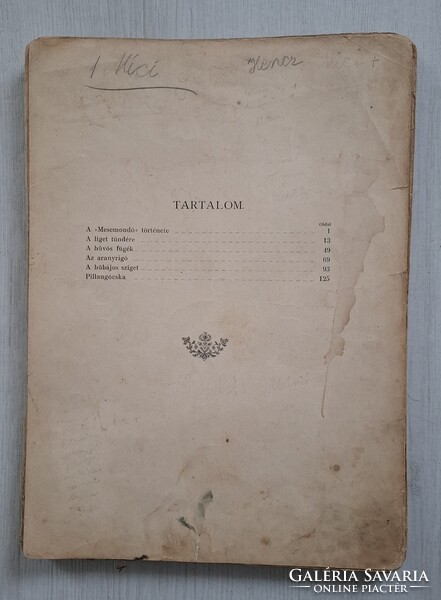 1
TARTALOM.
Oldal
A »Mesemondó« története 1
A liget tündére 13
A bűvös fügék 49
Az aranyrigó 69
A bűbájos sziget 93
Pillangócska 125
GALÉRIA SAVARIA
ONLINE PIACTÉR